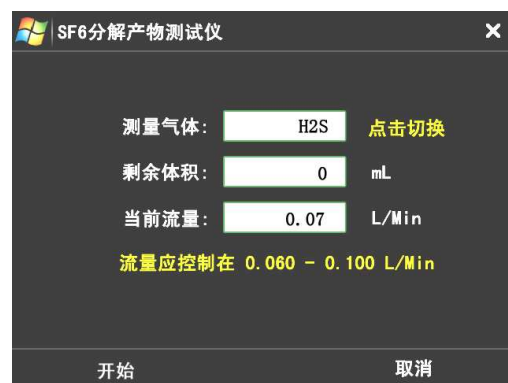 SF6分解产物测试仪 ×
测量气体: H2S 点击切换
剩余体积: 0 mL
当前流量: 0.07 L/Min
流量应控制在 0.060 - 0.100 L/Min
开始 取消